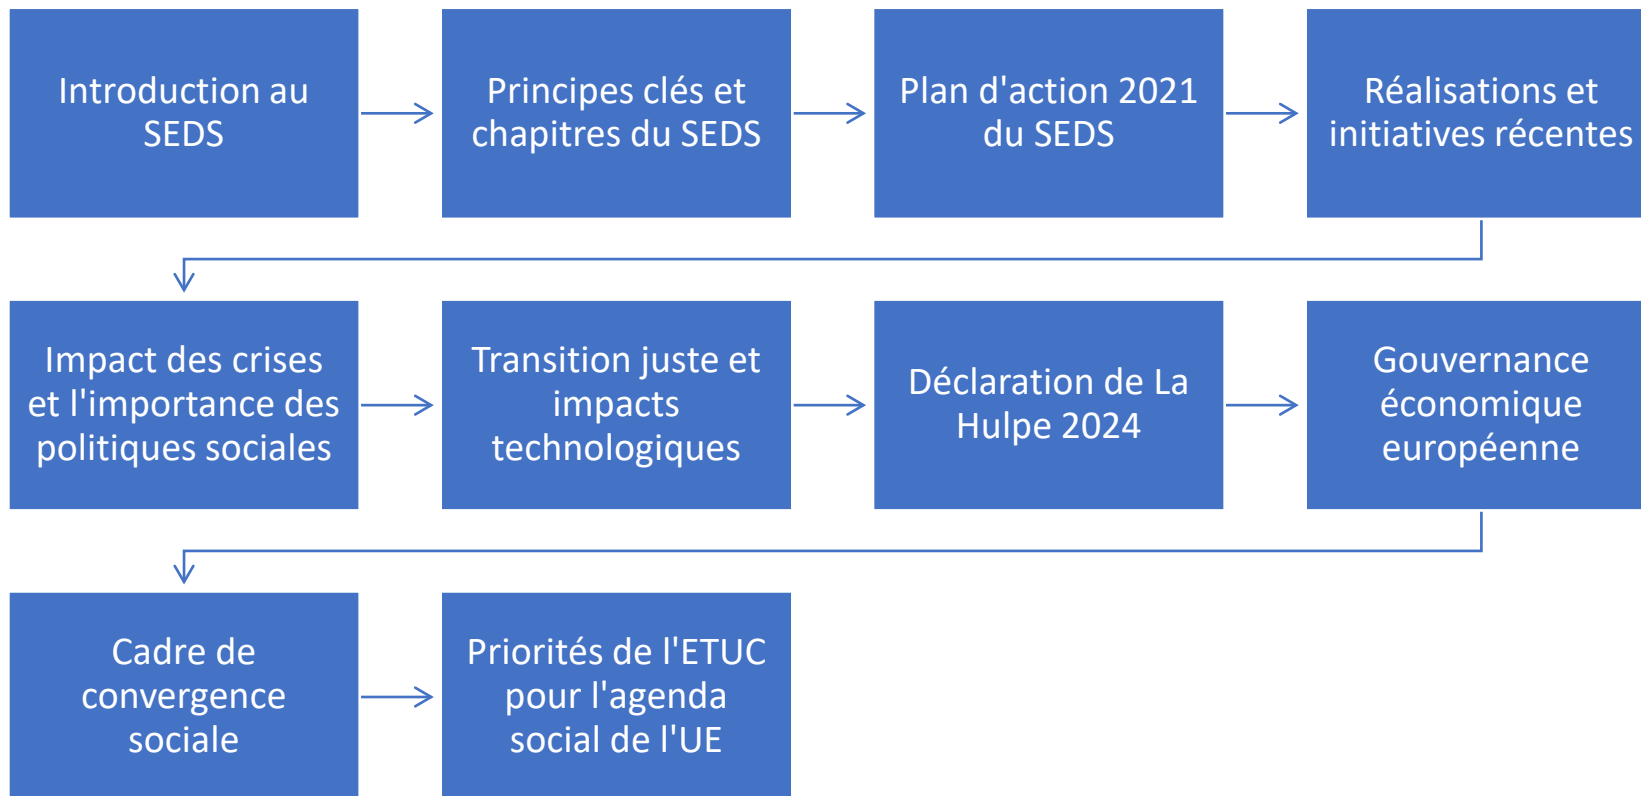 Introduction au
SEDS
Principes clés et
chapitres du SEDS
Plan d'action 2021
du SEDS
Réalisations et
initiatives récentes
Impact des crises
et l'importance des
politiques sociales
Transition juste et
impacts
technologiques
Déclaration de La
Hulpe 2024
Gouvernance
économique
européenne
Cadre de
convergence
sociale
Priorités de l'ETUC
pour l'agenda
social de l'UE